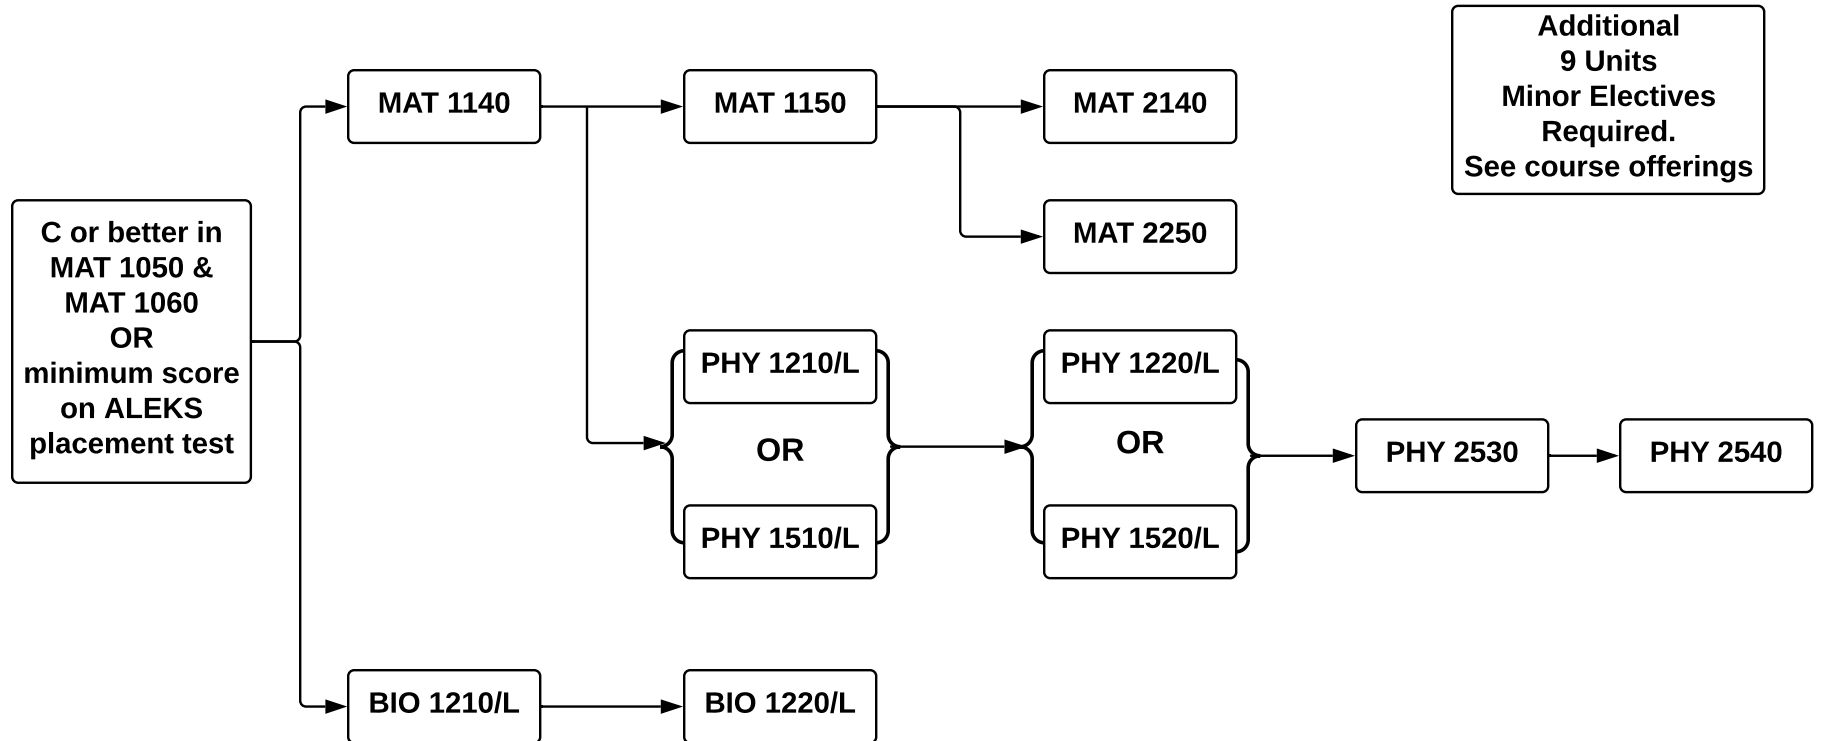 Additional
9 Units
Minor Electives
Required.
See course offerings
MAT 1140
MAT 1150
MAT 2140
C or better in
MAT 1050 &
MAT 1060
OR
minimum score
on ALEKS
placement test
MAT 2250
PHY 1210/L
OR
PHY 1510/L
PHY 1220/L
OR
PHY 1520/L
PHY 2530
PHY 2540
BIO 1210/L
BIO 1220/L